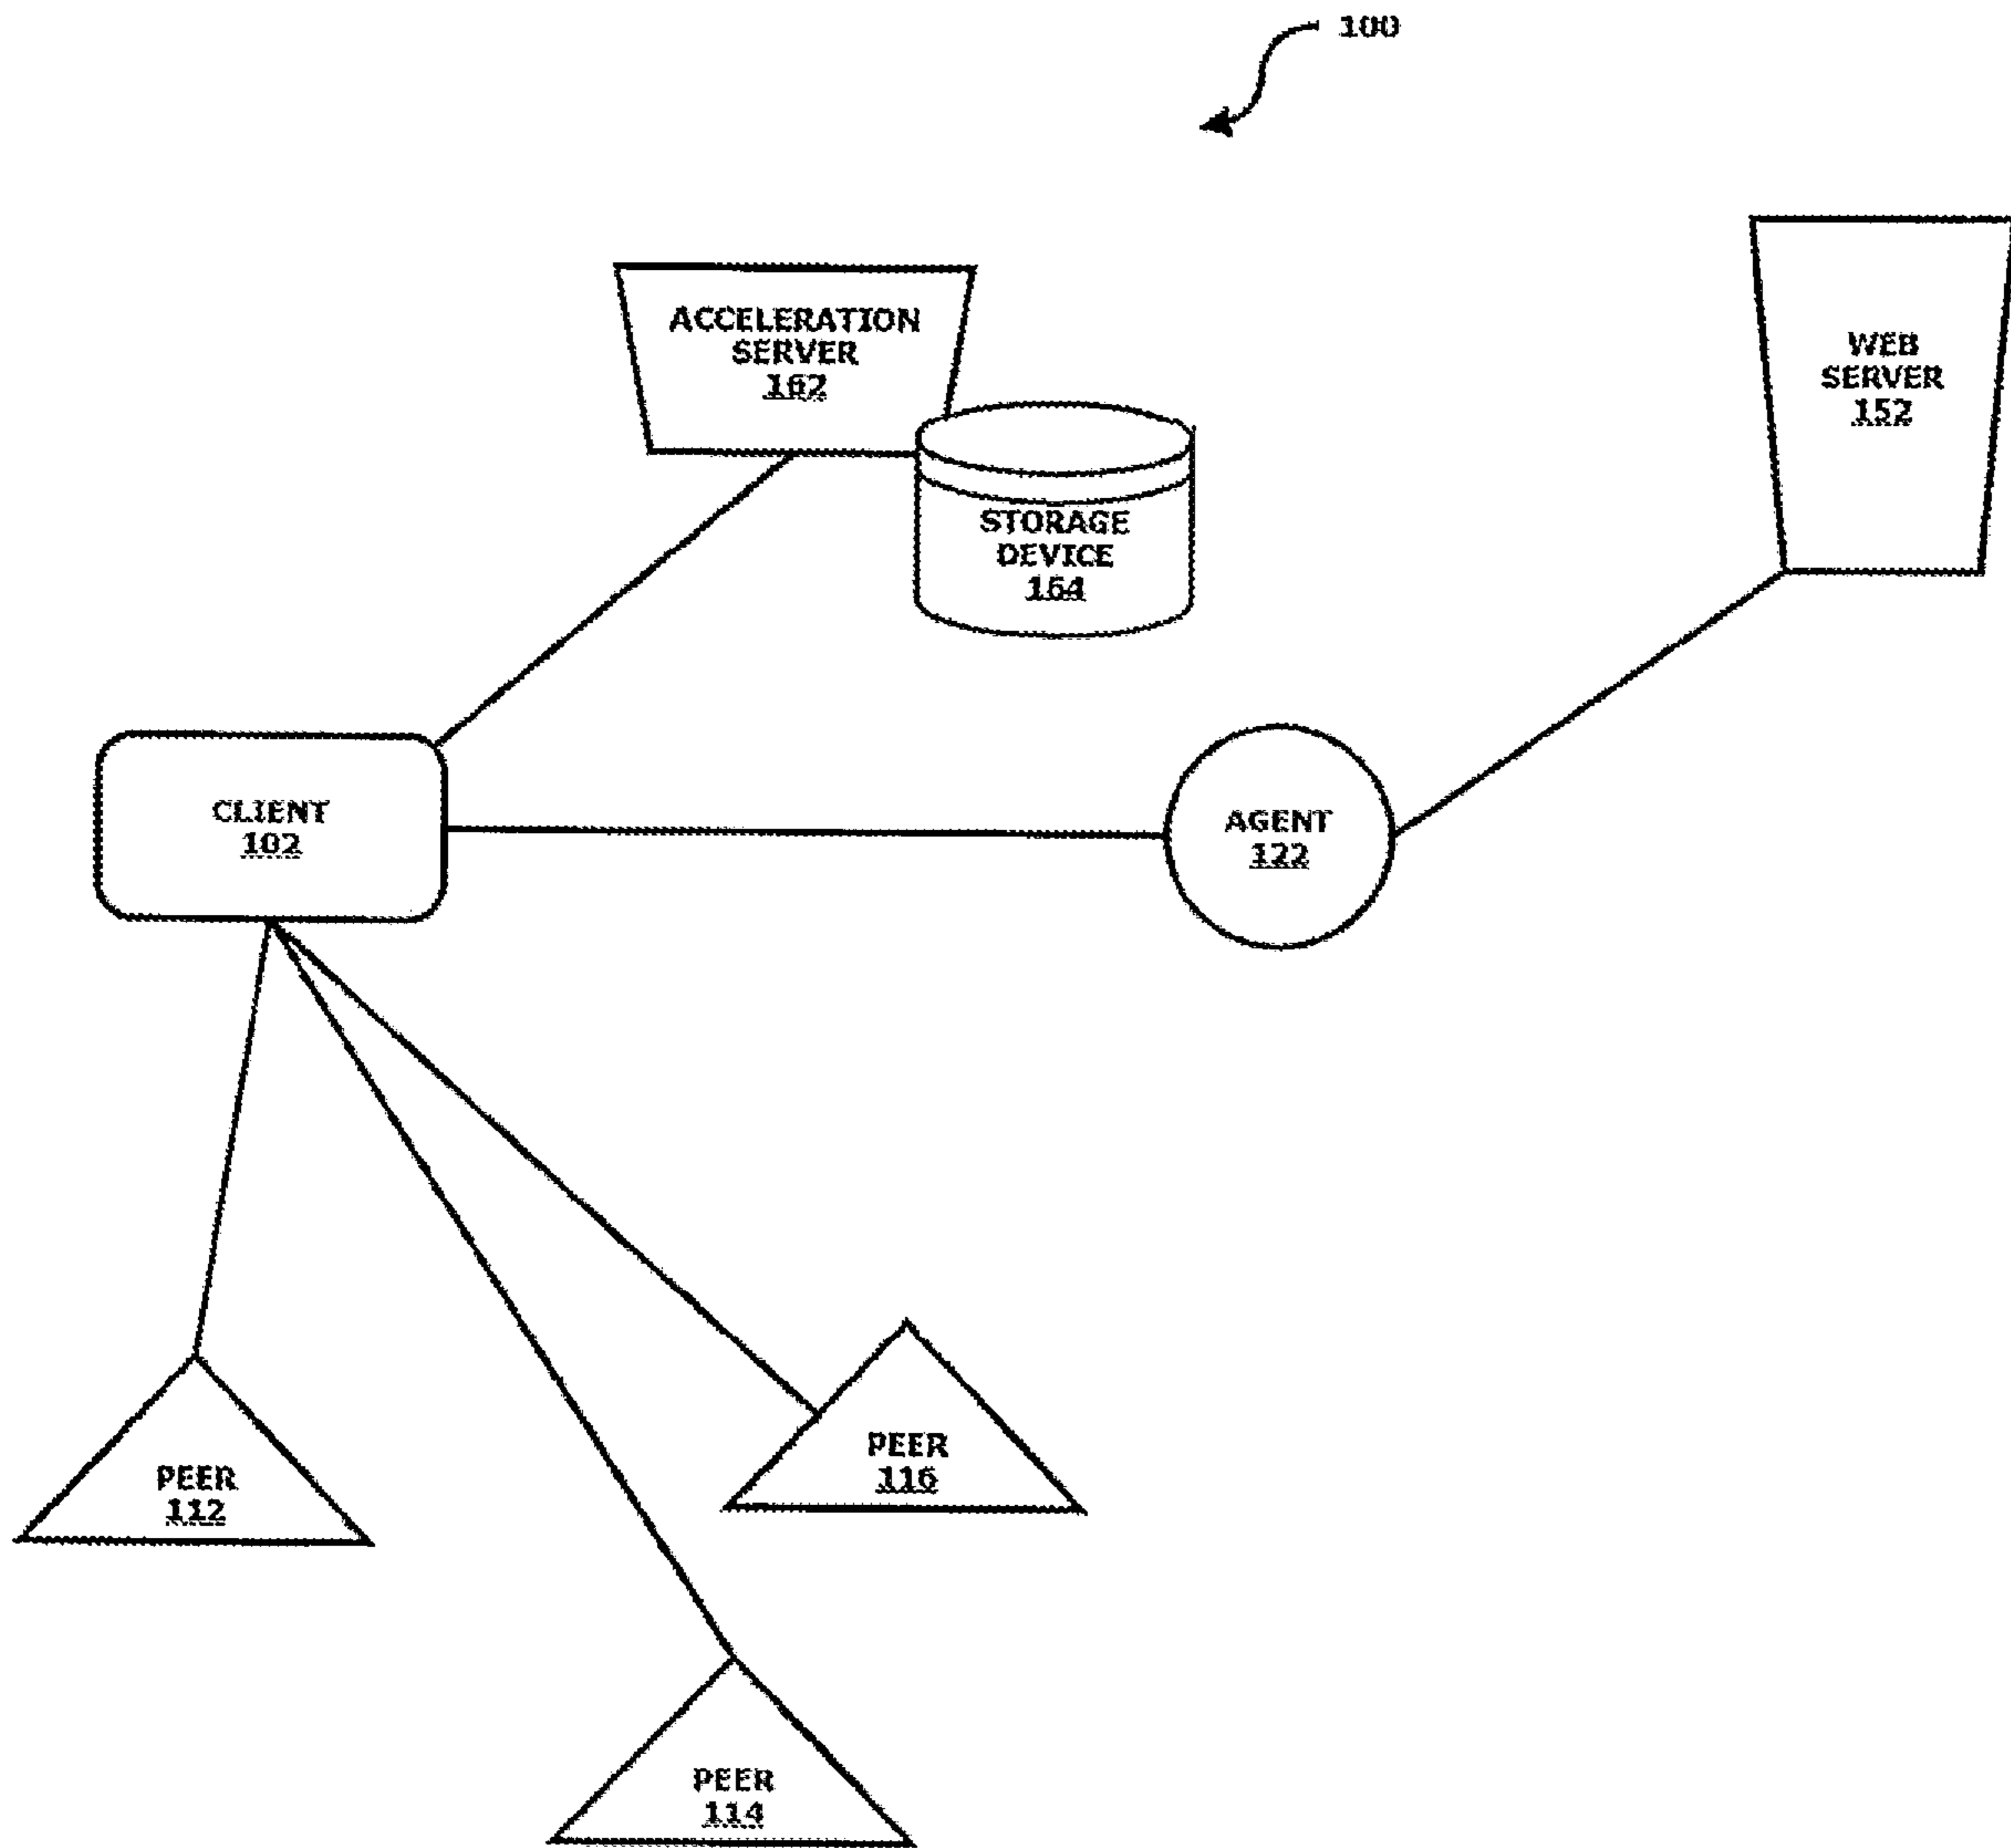 100
ACCELERATION
SERVER
162
WEB
SERVER
152
STORAGE
DEVICE
164
CLIENT
102
AGENT
122
PEER
116
PEER
112
PEER
114